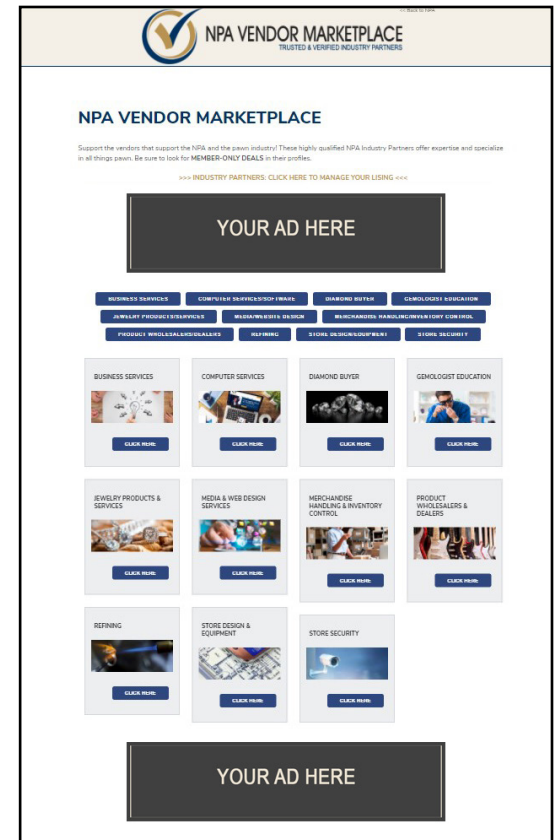 << Back to NPA
NPA VENDOR MARKETPLACE
TRUSTED & VERIFIED INDUSTRY PARTNERS
NPA VENDOR MARKETPLACE
Support the vendors that support the NPA and the pawn industry! These highly qualified NPA Industry Partners offer expertise and specialize
in all things pawn. Be sure to look for MEMBER-ONLY DEALS in their profiles.
>>> INDUSTRY PARTNERS: CLICK HERE TO MANAGE YOUR LISING <<<
YOUR AD HERE
BUSINESS SERVICES COMPUTER SERVICES/SOFTWARE DIAMOND BUYER GEMOLOGIST EDUCATION
JEWELRY PRODUCTS/SERVICES MEDIA/WEBSITE DESIGN MERCHANDISE HANDLING/INVENTORY CONTROL
PRODUCT WHOLESALERS/DEALERS REFINING STORE DESIGN/EQUIPMENT STORE SECURITY
BUSINESS SERVICES
CLICK HERE
COMPUTER SERVICES
CLICK HERE
DIAMOND BUYER
CLICK HERE
GEMOLOGIST EDUCATION
CLICK HERE
JEWELRY PRODUCTS &
SERVICES
CLICK HERE
MEDIA & WEB DESIGN
SERVICES
CLICK HERE
MERCHANDISE
HANDLING & INVENTORY
CONTROL
CLICK HERE
PRODUCT
WHOLESALERS &
DEALERS
CLICK HERE
REFINING
CLICK HERE
STORE DESIGN &
EQUIPMENT
CLICK HERE
STORE SECURITY
CLICK HERE
YOUR AD HERE